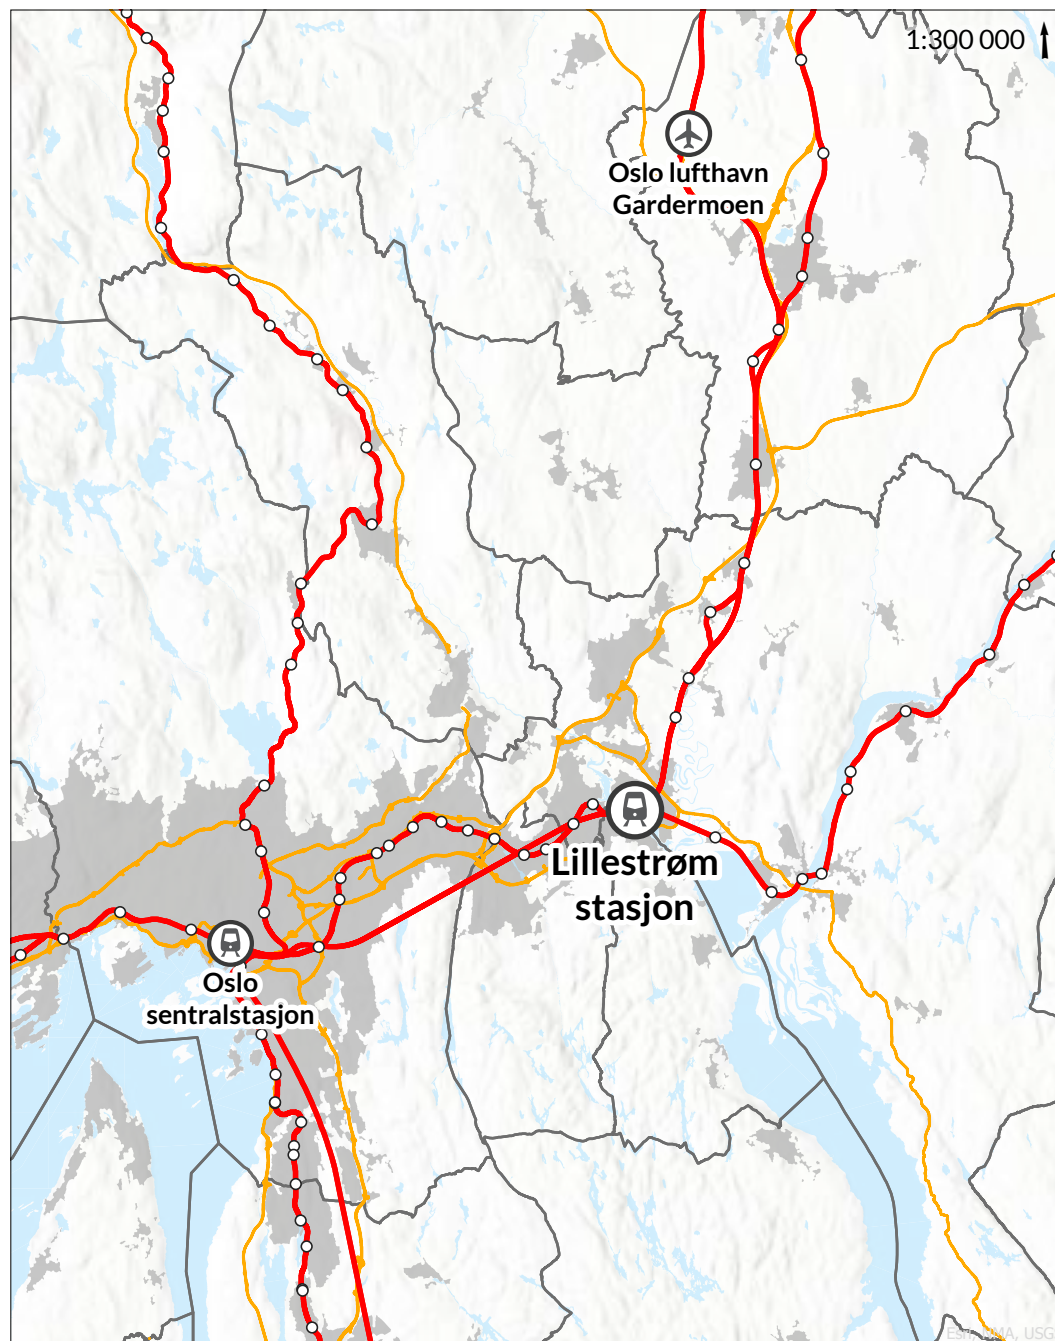 1:300 000
Oslo lufthavn
Gardermoen
Lillestrøm
stasjon
Oslo
sentralstasjon